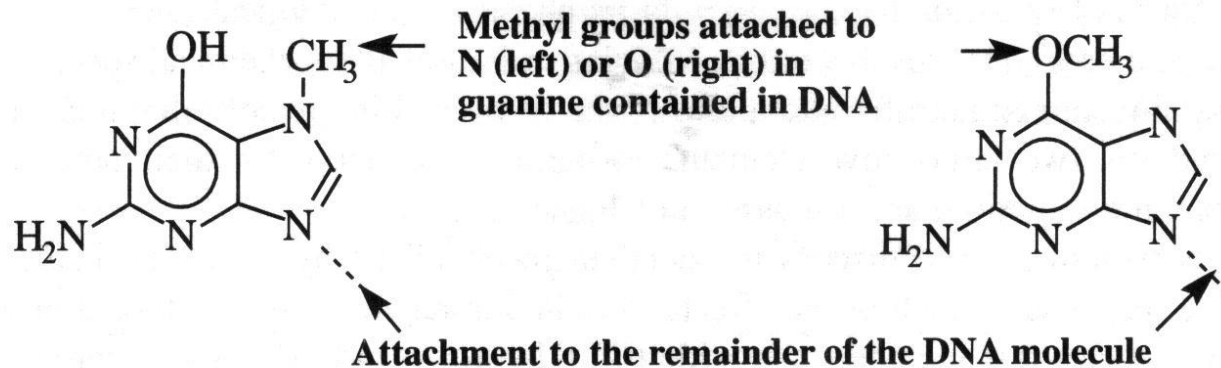 Methyl groups attached to
N (left) or O (right) in
guanine contained in DNA
OH
CH₃
N
N
N
N
H₂N
OCH₃
N
N
N
N
H₂N
Attachment to the remainder of the DNA molecule